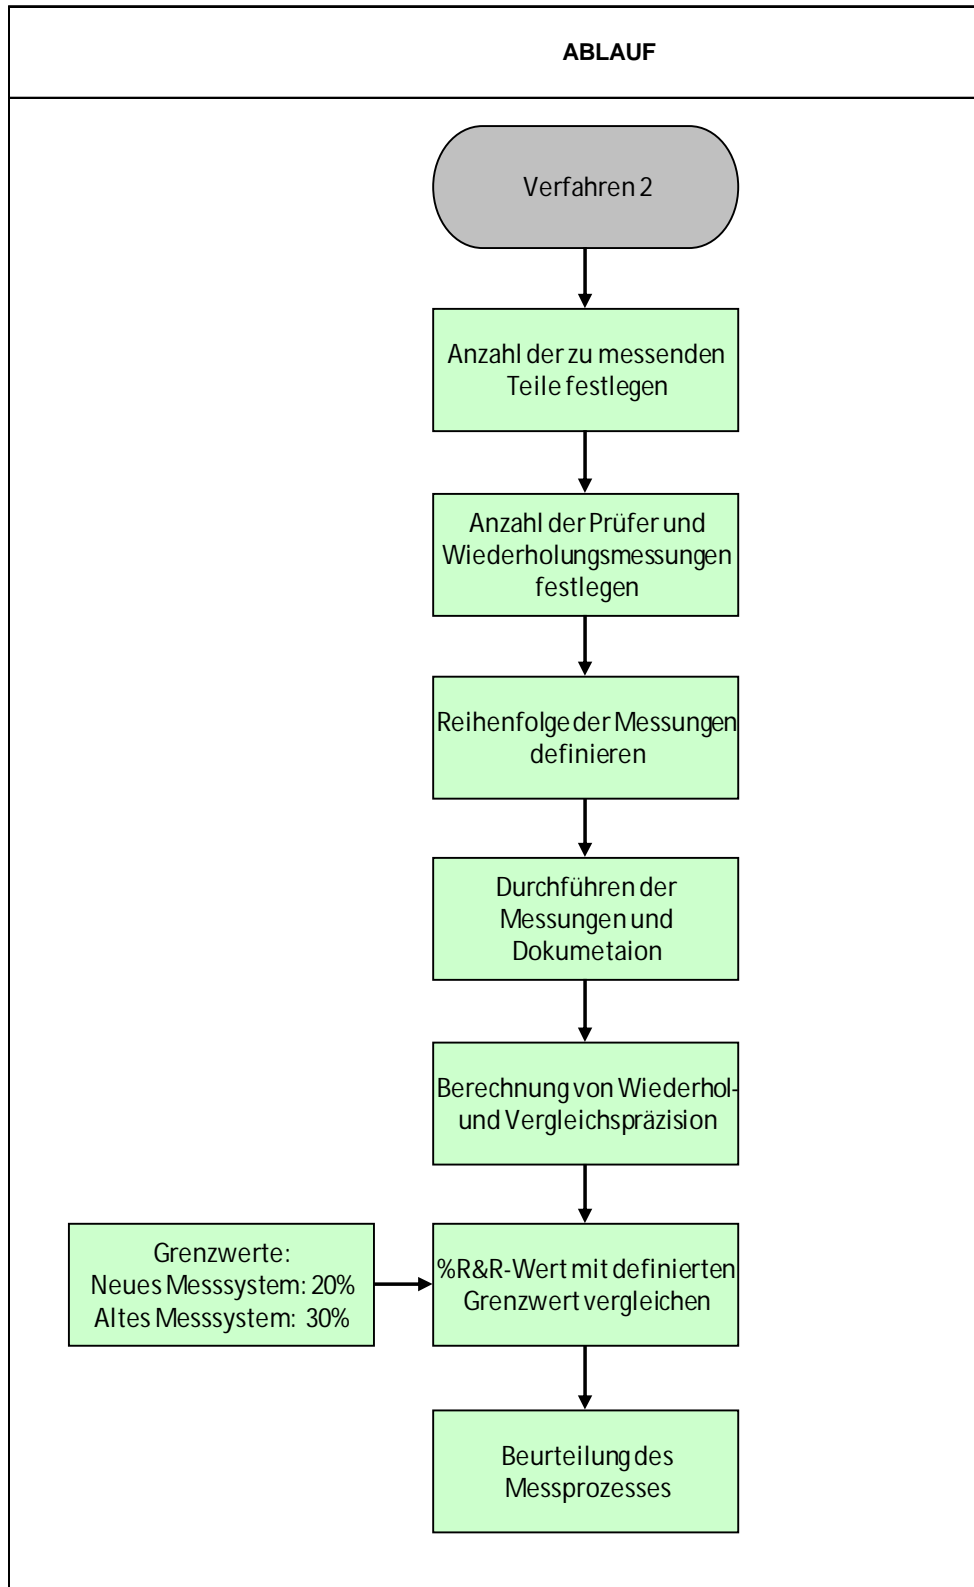 ABLAUF
Verfahren 2
Anzahl der zu messenden
Teile festlegen
Anzahl der Prüfer und
Wiederholungsmessungen
festlegen
Reihenfolge der Messungen
definieren
Durchführen der
Messungen und
Dokumetaion
Berechnung von Wiederhol-
und Vergleichspräzision
Grenzwerte:
Neues Messsystem: 20%
Altes Messsystem: 30%
%R&R-Wert mit definierten
Grenzwert vergleichen
Beurteilung des
Messprozesses